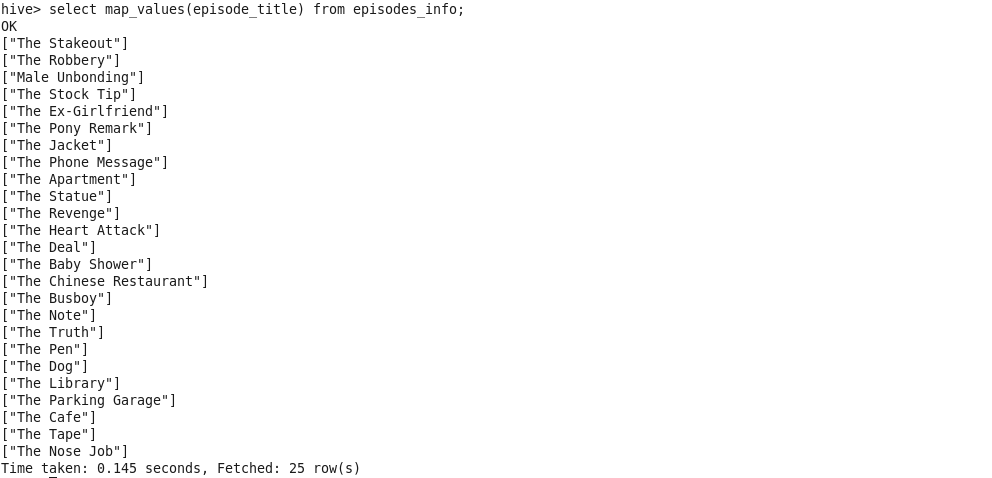 hive> select map_values(episode_title) from episodes_info;
OK
["The Stakeout"]
["The Robbery"]
["Male Unbonding"]
["The Stock Tip"]
["The Ex-Girlfriend"]
["The Pony Remark"]
["The Jacket"]
["The Phone Message"]
["The Apartment"]
["The Statue"]
["The Revenge"]
["The Heart Attack"]
["The Deal"]
["The Baby Shower"]
["The Chinese Restaurant"]
["The Busboy"]
["The Note"]
["The Truth"]
["The Pen"]
["The Dog"]
["The Library"]
["The Parking Garage"]
["The Cafe"]
["The Tape"]
["The Nose Job"]
Time taken: 0.145 seconds, Fetched: 25 row(s)